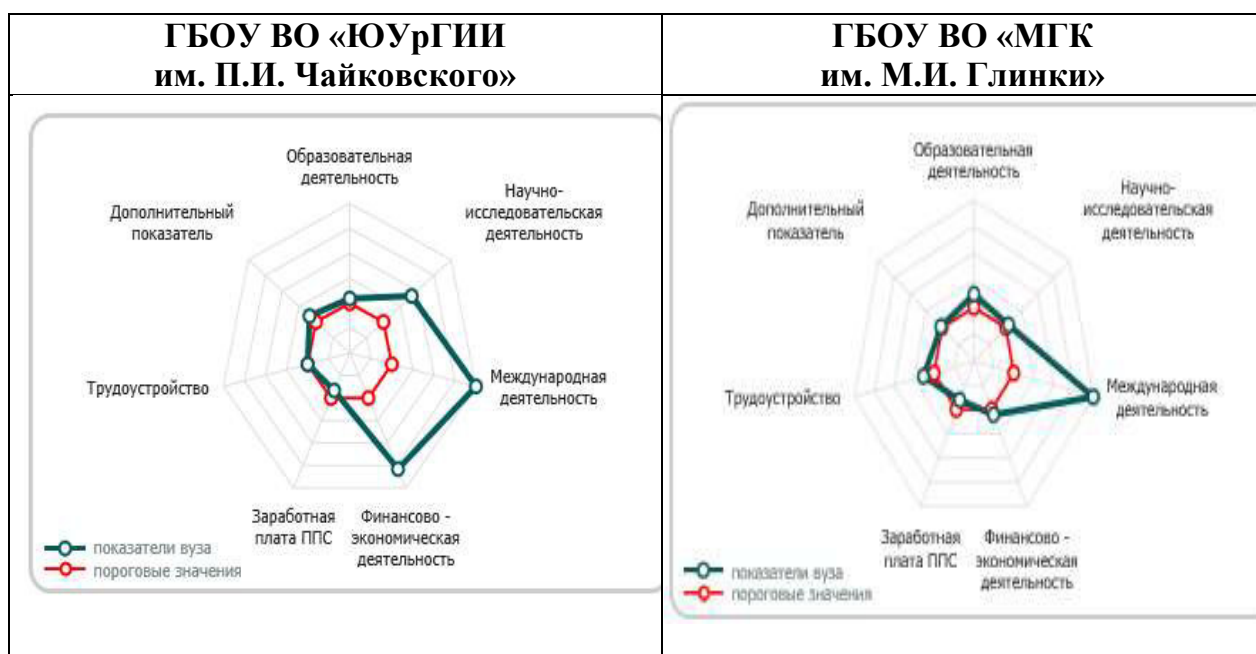 ГБОУ ВО «ЮУрГИИ
им. П.И. Чайковского»
ГБОУ ВО «МГК
им. М.И. Глинки»
Образовательная
деятельность
Научно-
исследовательская
деятельность
Дополнительный
показатель
Международная
деятельность
Трудоустройство
Заработная
плата ППС
Финансово -
экономическая
деятельность
показатели вуза
пороговые значения
Образовательная
деятельность
Научно-
исследовательская
деятельность
Дополнительный
показатель
Международная
деятельность
Трудоустройство
Заработная
плата ППС
Финансово -
экономическая
деятельность
показатели вуза
пороговые значения